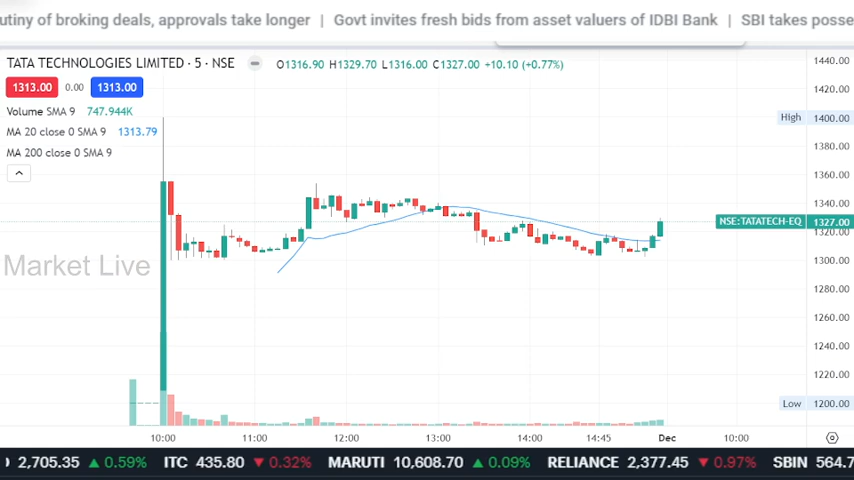 utiny of broking deals, approvals take longer | Govt invites fresh bids from asset valuers of IDBI Bank | SBI takes posse
TATA TECHNOLOGIES LIMITED · 5 · NSE O1316.90 H1329.70 L1316.00 C1327.00 +10.10 (+0.77%)
1313.00 0.00 1313.00
Volume SMA 9 747.944K
MA 20 close 0 SMA 9 1313.79
MA 200 close 0 SMA 9
Market Live
1440.00
1420.00
High 1400.00
1380.00
1360.00
1340.00
NSE:TATATECH-EQ 1327.00
1320.00
1300.00
1280.00
1260.00
1240.00
1220.00
Low 1200.00
10:00 11:00 12:00 13:00 14:00 14:45 Dec 10:00
2,705.35 0.59% ITC 435.80 0.32% MARUTI 10,608.70 0.09% RELIANCE 2,377.45 0.97% SBIN 564.7